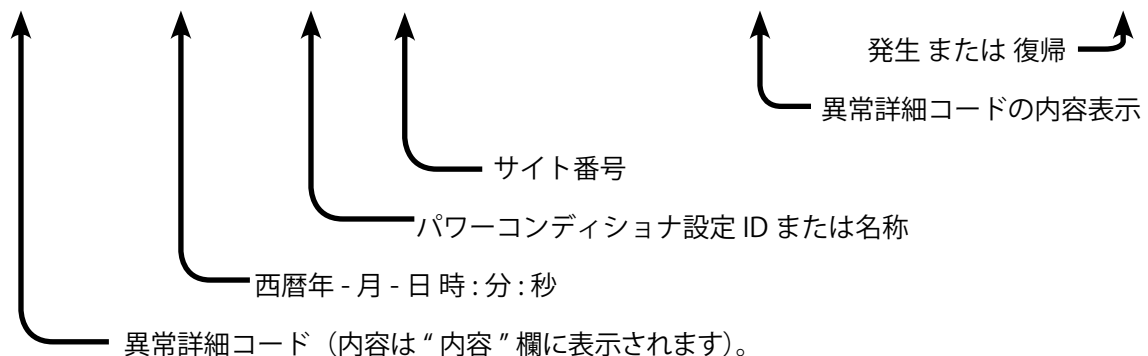 発生 または 復帰
異常詳細コードの内容表示
サイト番号
パワーコンディショナ設定 ID または名称
西暦年 - 月 - 日 時 : 分 : 秒
異常詳細コード（内容は “ 内容 ” 欄に表示されます）。